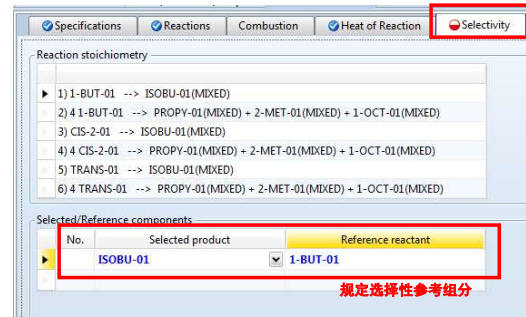 Specifications Reactions Combustion Heat of Reaction Selectivity
Reaction stoichiometry
1) 1-BUT-01 --> ISOBU-01(MIXED)
2) 4 1-BUT-01 --> PROPY-01(MIXED) + 2-MET-01(MIXED) + 1-OCT-01(MIXED)
3) CIS-2-01 --> ISOBU-01(MIXED)
4) 4 CIS-2-01 --> PROPY-01(MIXED) + 2-MET-01(MIXED) + 1-OCT-01(MIXED)
5) TRANS-01 --> ISOBU-01(MIXED)
6) 4 TRANS-01 --> PROPY-01(MIXED) + 2-MET-01(MIXED) + 1-OCT-01(MIXED)
Selected/Reference components
No. Selected product Reference reactant
ISOBU-01 1-BUT-01
规定选择性参考组分